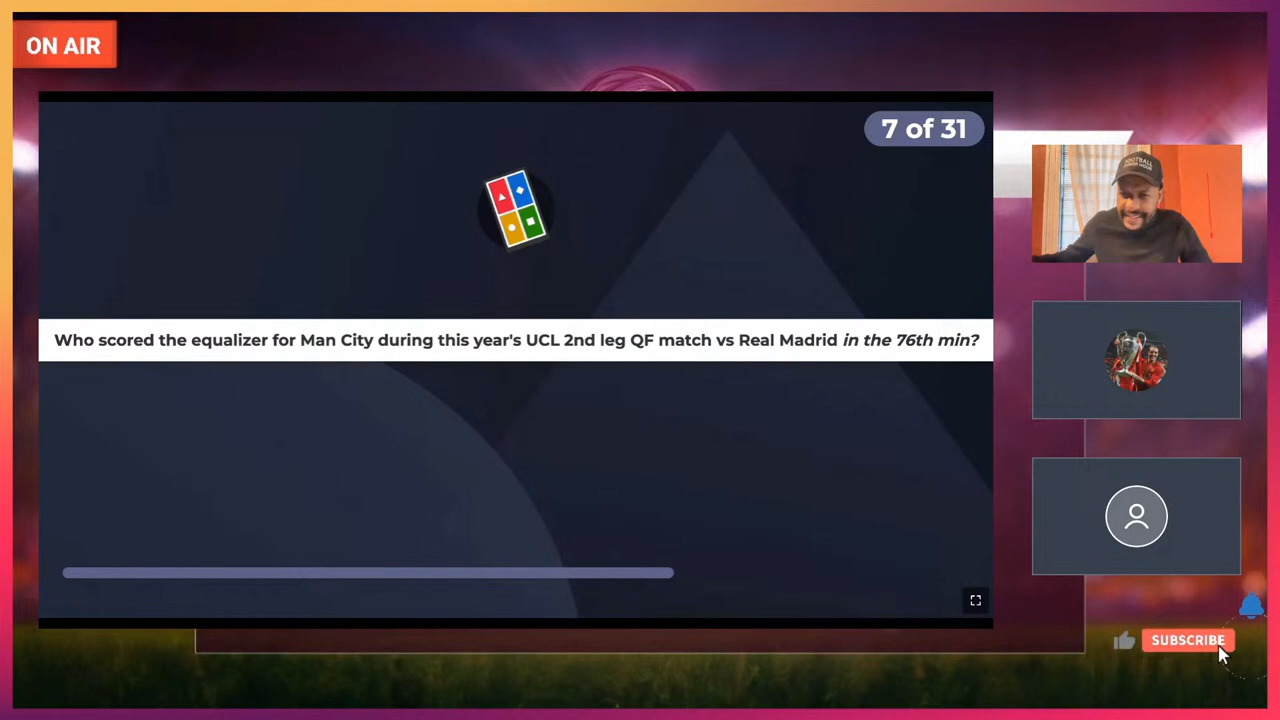 ON AIR
7 of 31
FOOTBALL
Who scored the equalizer for Man City during this year's UCL 2nd leg QF match vs Real Madrid in the 76th min?
SUBSCRIBE